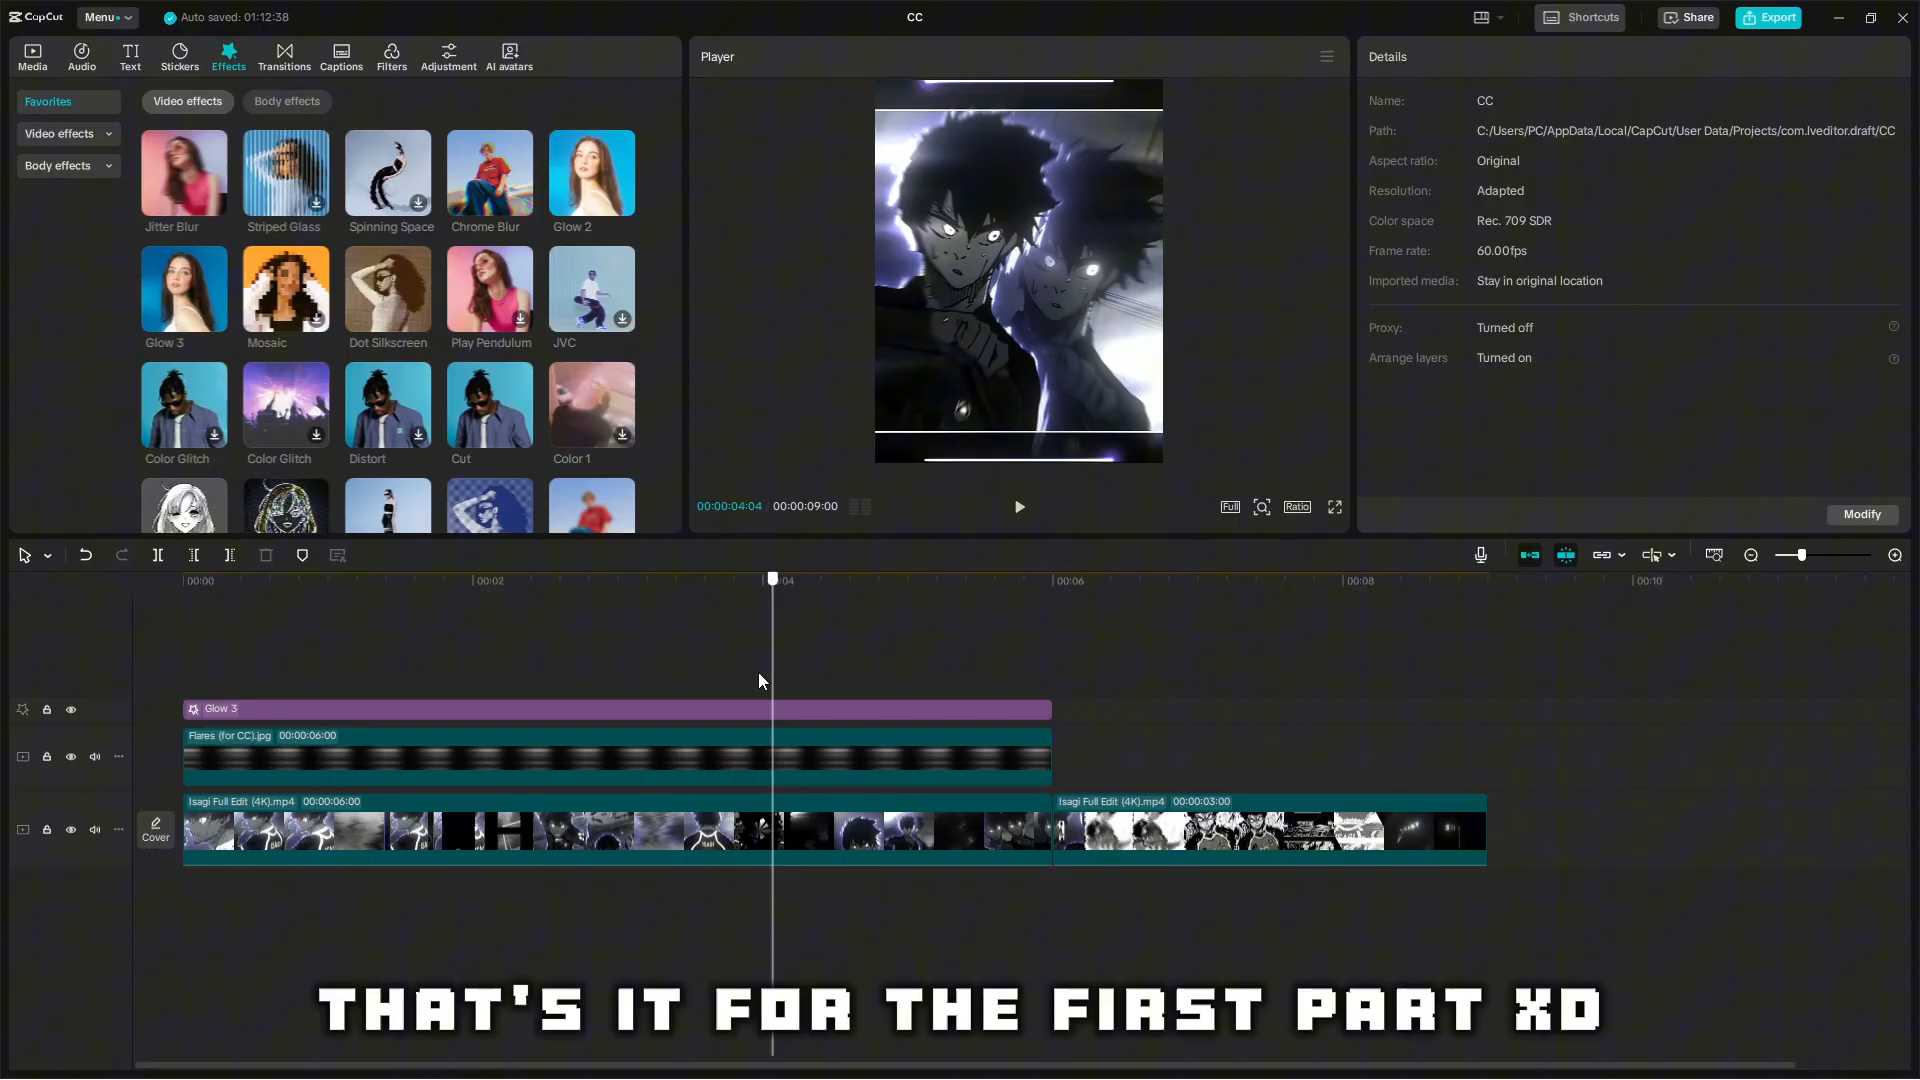 CapCut
Menu
Auto saved: 01:12:38
CC
Shortcuts
Share
Export
Media
Audio
Text
Stickers
Effects
Transitions
Captions
Filters
Adjustment
AI avatars
Favorites
Video effects
Body effects
Video effects
Body effects
Jitter Blur
Striped Glass
Spinning Space
Chrome Blur
Glow 2
Glow 3
Mosaic
Dot Silkscreen
Play Pendulum
JVC
Color Glitch
Color Glitch
Distort
Cut
Color 1
Player
00:00:04:04
00:00:09:00
Full
Ratio
Details
Name: CC
Path: C:/Users/PC/AppData/Local/CapCut/User Data/Projects/com.lveditor.draft/CC
Aspect ratio: Original
Resolution: Adapted
Color space Rec. 709 SDR
Frame rate: 60.00fps
Imported media: Stay in original location
Proxy: Turned off
Arrange layers Turned on
Modify
00:00
00:02
04
00:06
00:08
00:10
Glow 3
Flares (for CC).jpg 00:00:06:00
Isagi Full Edit (4K).mp4 00:00:06:00
Isagi Full Edit (4K).mp4 00:00:03:00
Cover
THAT'S IT FOR THE FIRST PART XD